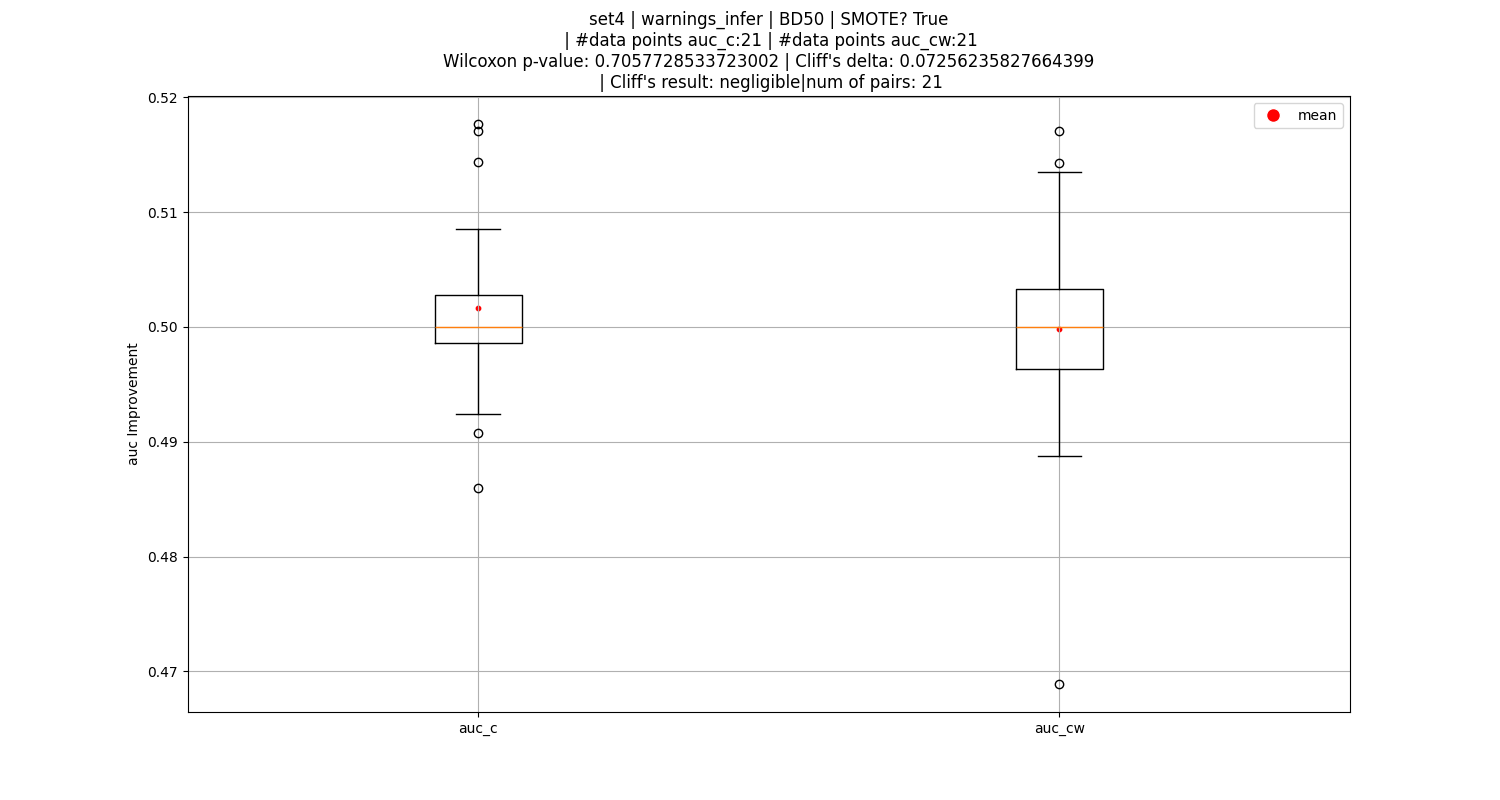 set4 | warnings_infer | BD50 | SMOTE? True
| #data points auc_c:21 | #data points auc_cw:21
Wilcoxon p-value: 0.7057728533723002 | Cliff's delta: 0.07256235827664399
| Cliff's result: negligible|num of pairs: 21
mean
0.52
0.51
0.50
0.49
0.48
0.47
auc Improvement
auc_c
auc_cw